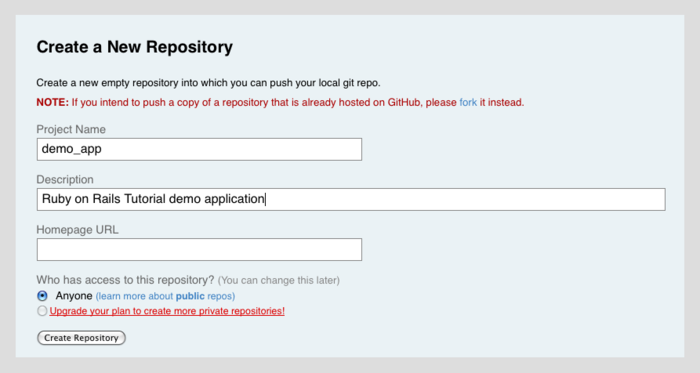 Create a New Repository
Create a new empty repository into which you can push your local git repo.
NOTE: If you intend to push a copy of a repository that is already hosted on GitHub, please fork it instead.
Project Name
demo_app
Description
Ruby on Rails Tutorial demo application
Homepage URL
Who has access to this repository? (You can change this later)
Anyone (learn more about public repos)
Upgrade your plan to create more private repositories!
Create Repository